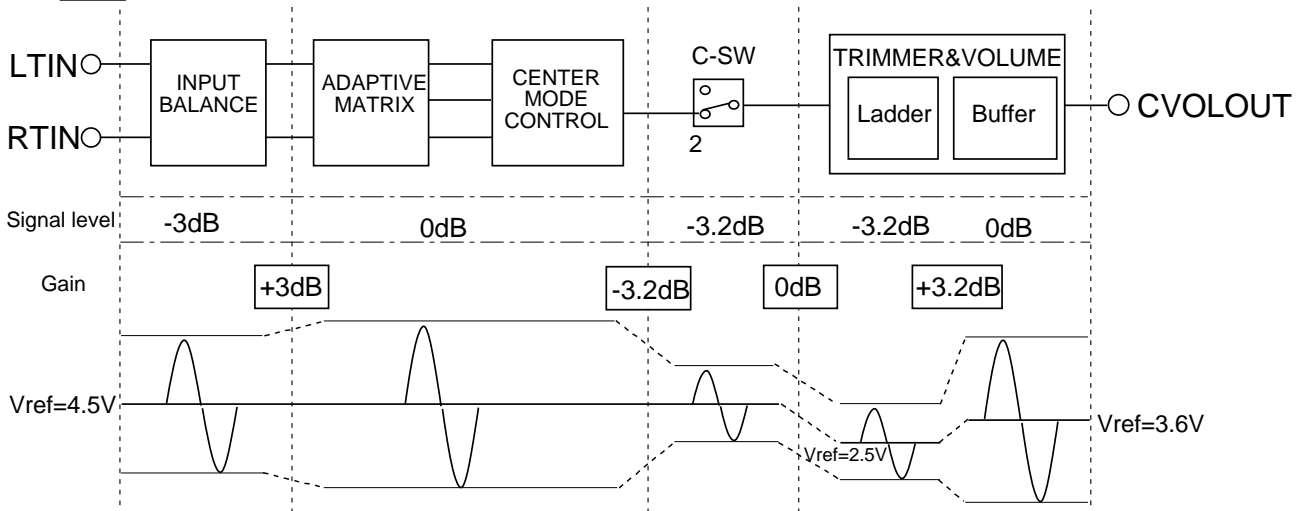 LTIN
RTIN
INPUT
BALANCE
ADAPTIVE
MATRIX
CENTER
MODE
CONTROL
C-SW
2
TRIMMER&VOLUME
Ladder
Buffer
CVOLOUT
Signal level
-3dB
0dB
-3.2dB
-3.2dB
0dB
Gain
+3dB
-3.2dB
0dB
+3.2dB
Vref=4.5V
Vref=2.5V
Vref=3.6V